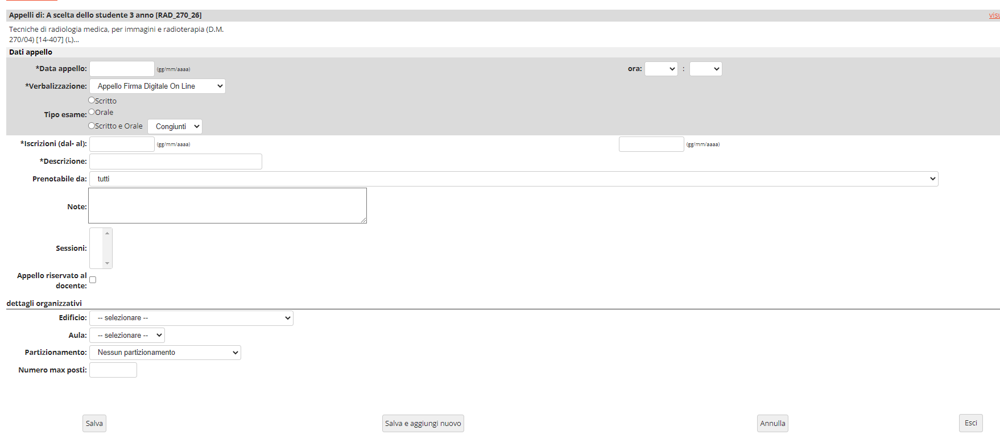 Appelli di: A scelta dello studente 3 anno [RAD_270_26]
Tecniche di radiologia medica, per immagini e radioterapia (D.M.
270/04) [14-407] (L)...
Dati appello
*Data appello: (gg/mm/aaaa) ora: :
*Verbalizzazione: Appello Firma Digitale On Line
Scritto
Tipo esame: Orale
Scritto e Orale Congiunti
*Iscrizioni (dal- al): (gg/mm/aaaa) (gg/mm/aaaa)
*Descrizione:
Prenotabile da: tutti
Note:
Sessioni:
Appello riservato al
docente:
dettagli organizzativi
Edificio: -- selezionare --
Aula: -- selezionare --
Partizionamento: Nessun partizionamento
Numero max posti:
Salva Salva e aggiungi nuovo Annulla Esci